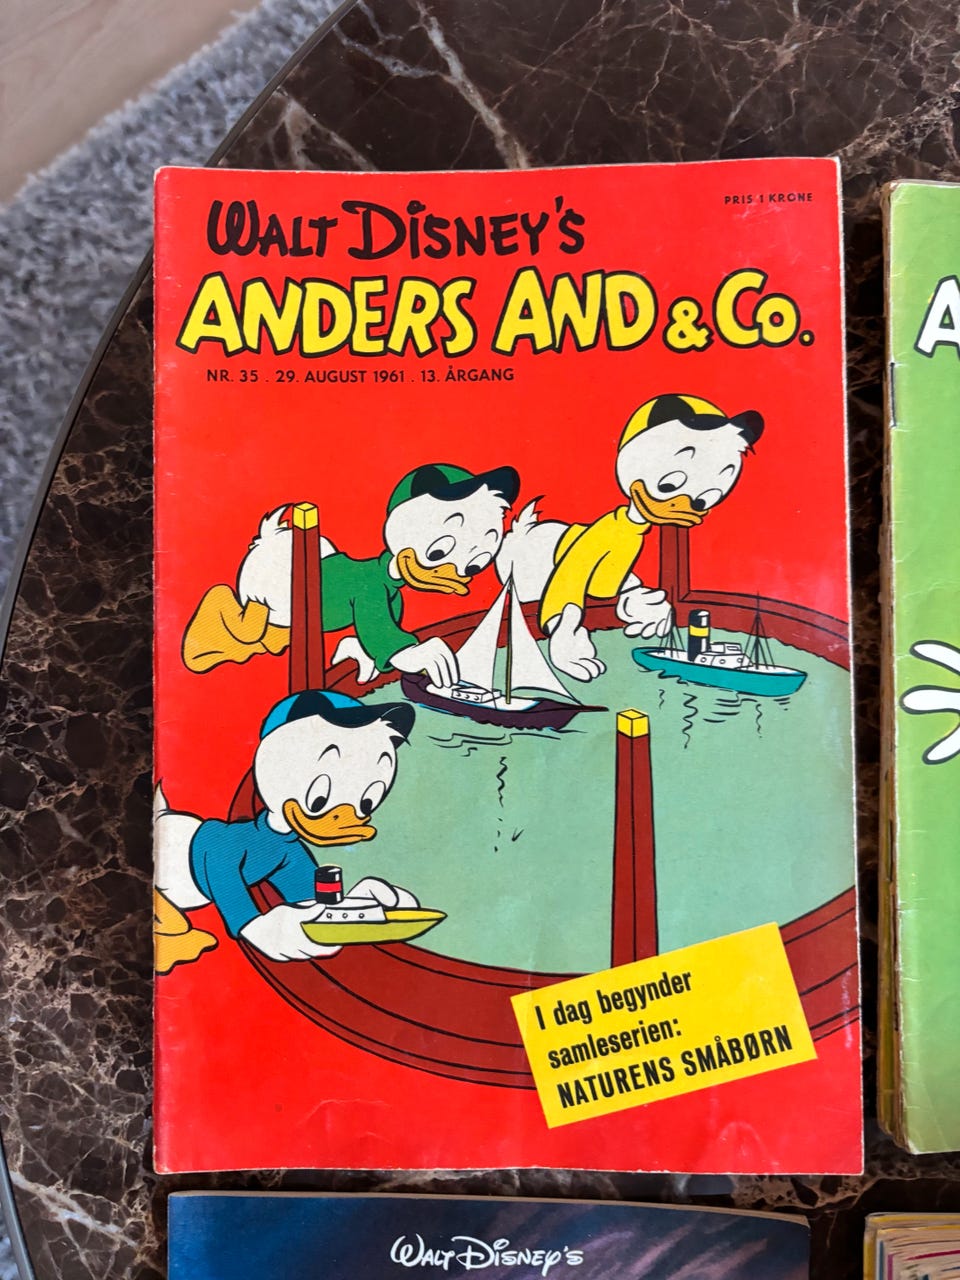 WALT DISNEY'S
PRIS 1 KRONE
ANDERS AND & Co.
NR. 35 . 29. AUGUST 1961 . 13. ÅRGANG
I dag begynder
samleserien:
NATURENS SMÅBØRN
A
WALT DISNEY'S